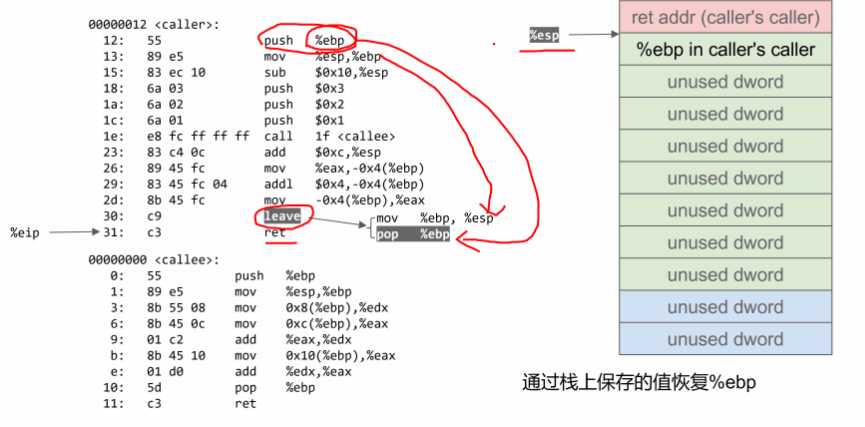 00000012 <caller>:
12: 55 push %ebp
13: 89 e5 mov %esp,%ebp
15: 83 ec 10 sub $0x10,%esp
18: 6a 03 push $0x3
1a: 6a 02 push $0x2
1c: 6a 01 push $0x1
1e: e8 fc ff ff ff call 1f <callee>
23: 83 c4 0c add $0xc,%esp
26: 89 45 fc mov %eax,-0x4(%ebp)
29: 83 45 fc 04 addl $0x4,-0x4(%ebp)
2d: 8b 45 fc mov -0x4(%ebp),%eax
30: c9 leave
mov %ebp, %esp
pop %ebp
%eip
31: c3 ret
00000000 <callee>:
0: 55 push %ebp
1: 89 e5 mov %esp,%ebp
3: 8b 55 08 mov 0x8(%ebp),%edx
6: 8b 45 0c mov 0xc(%ebp),%eax
9: 01 c2 add %eax,%edx
b: 8b 45 10 mov 0x10(%ebp),%eax
e: 01 d0 add %edx,%eax
10: 5d pop %ebp
11: c3 ret
%esp
ret addr (caller's caller)
%ebp in caller's caller
unused dword
unused dword
unused dword
unused dword
unused dword
unused dword
unused dword
unused dword
unused dword
通过栈上保存的值恢复%ebp